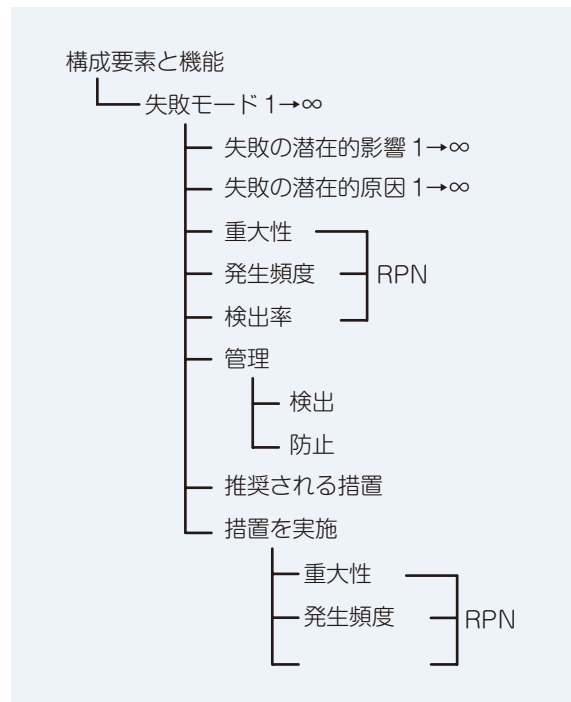 構成要素と機能
失敗モード 1→∞
失敗の潜在的影響 1→∞
失敗の潜在的原因 1→∞
重大性
発生頻度 RPN
検出率
管理
検出
防止
推奨される措置
措置を実施
重大性
発生頻度 RPN